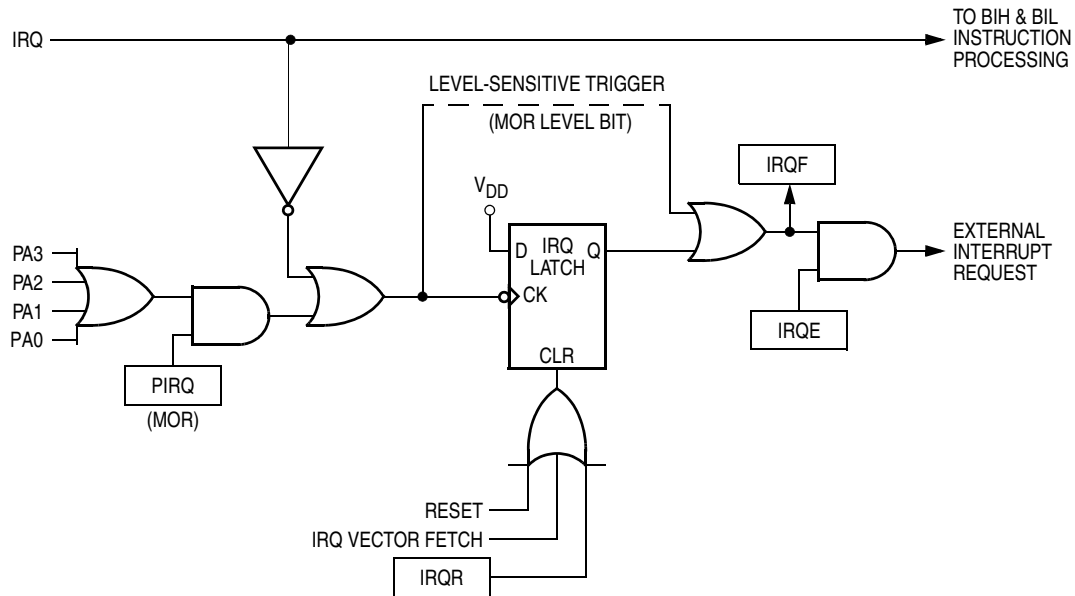 IRQ
TO BIH & BIL
INSTRUCTION
PROCESSING
LEVEL-SENSITIVE TRIGGER
(MOR LEVEL BIT)
IRQF
VDD
D IRQ Q
LATCH
CK
CLR
EXTERNAL
INTERRUPT
REQUEST
IRQE
PA3
PA2
PA1
PA0
PIRQ
(MOR)
RESET
IRQ VECTOR FETCH
IRQR